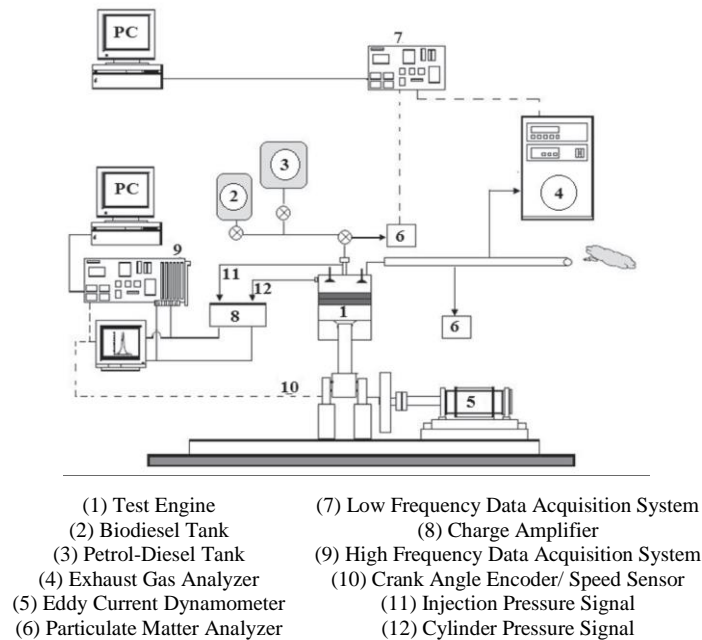 PC
7
3
4
2
PC
6
9
11
12
1
8
6
10
5
(1) Test Engine
(2) Biodiesel Tank
(3) Petrol-Diesel Tank
(4) Exhaust Gas Analyzer
(5) Eddy Current Dynamometer
(6) Particulate Matter Analyzer
(7) Low Frequency Data Acquisition System
(8) Charge Amplifier
(9) High Frequency Data Acquisition System
(10) Crank Angle Encoder/ Speed Sensor
(11) Injection Pressure Signal
(12) Cylinder Pressure Signal